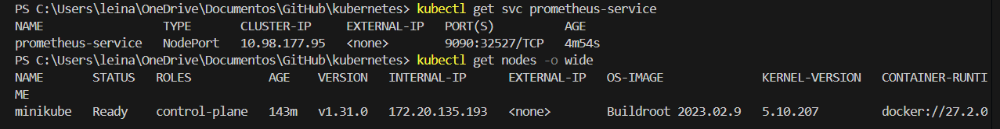 PS C:\Users\leina\OneDrive\Documentos\GitHub\kubernetes> kubectl get svc prometheus-service
NAME                 TYPE       CLUSTER-IP     EXTERNAL-IP   PORT(S)          AGE
prometheus-service   NodePort   10.98.177.95   <none>        9090:32527/TCP   4m54s
PS C:\Users\leina\OneDrive\Documentos\GitHub\kubernetes> kubectl get nodes -o wide
NAME       STATUS   ROLES           AGE    VERSION   INTERNAL-IP      EXTERNAL-IP   OS-IMAGE               KERNEL-VERSION   CONTAINER-RUNTI
ME
minikube   Ready    control-plane   143m   v1.31.0   172.20.135.193   <none>        Buildroot 2023.02.9   5.10.207         docker://27.2.0